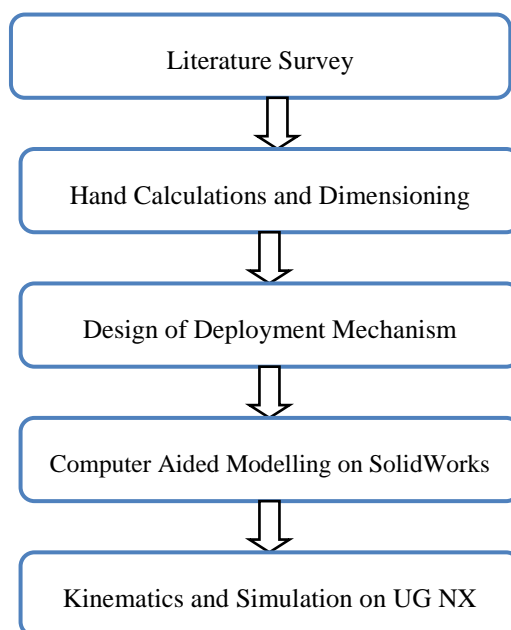 Literature Survey
Hand Calculations and Dimensioning
Design of Deployment Mechanism
Computer Aided Modelling on SolidWorks
Kinematics and Simulation on UG NX